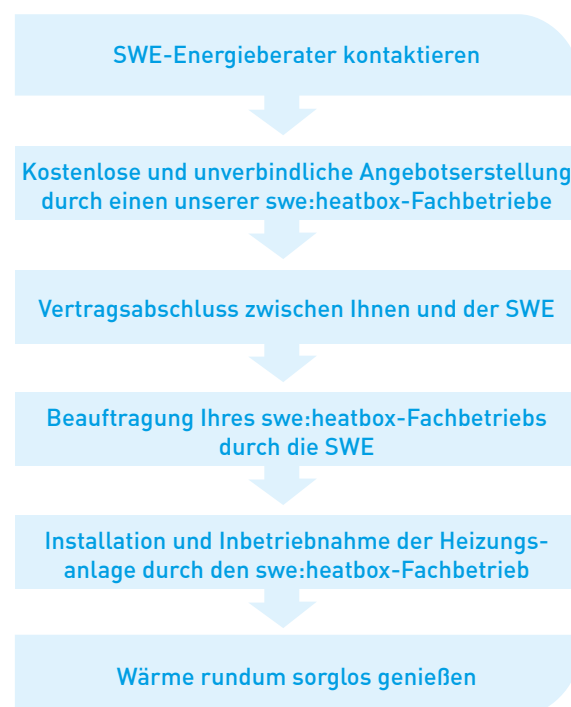 SWE-Energieberater kontaktieren
Kostenlose und unverbindliche Angebotserstellung
durch einen unserer swe:heatbox-Fachbetriebe
Vertragsabschluss zwischen Ihnen und der SWE
Beauftragung Ihres swe:heatbox-Fachbetriebs
durch die SWE
Installation und Inbetriebnahme der Heizungs-
anlage durch den swe:heatbox-Fachbetrieb
Wärme rundum sorglos genießen